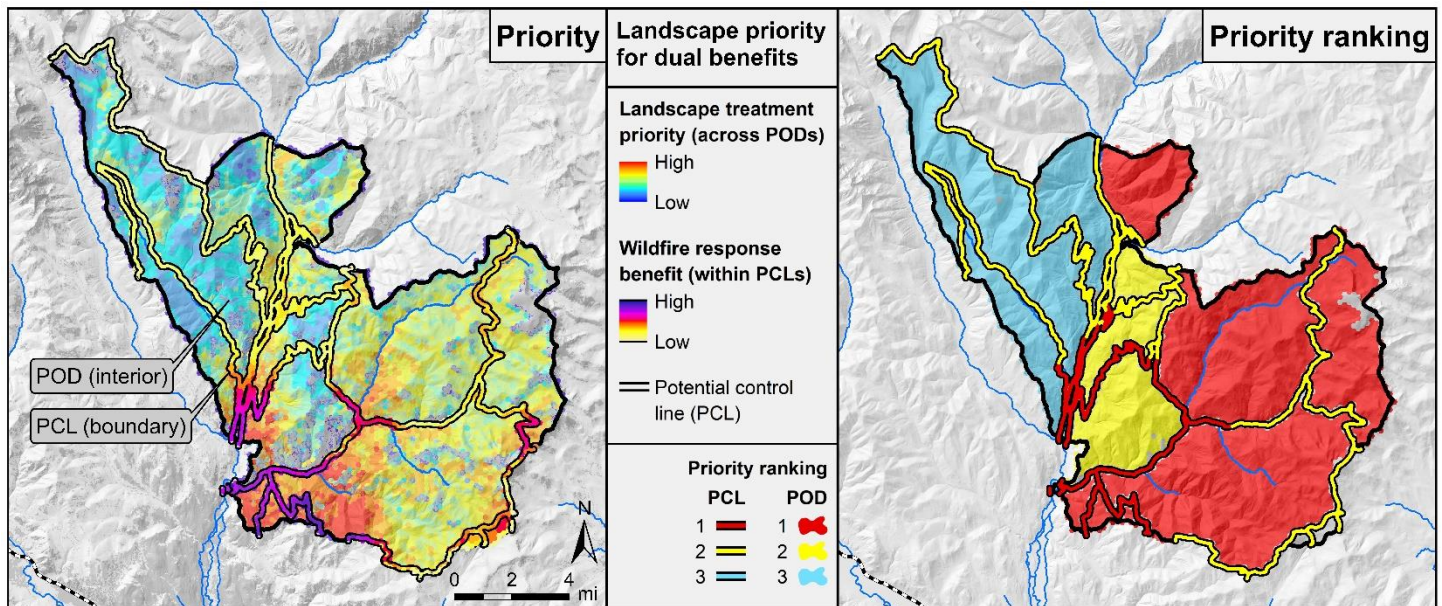 Priority
POD (interior)
PCL (boundary)
N
0 2 4
mi
Landscape priority
for dual benefits
Landscape treatment
priority (across PODs)
High
Low
Wildfire response
benefit (within PCLs)
High
Low
Potential control
line (PCL)
Priority ranking
PCL POD
1 1
2 2
3 3
Priority ranking